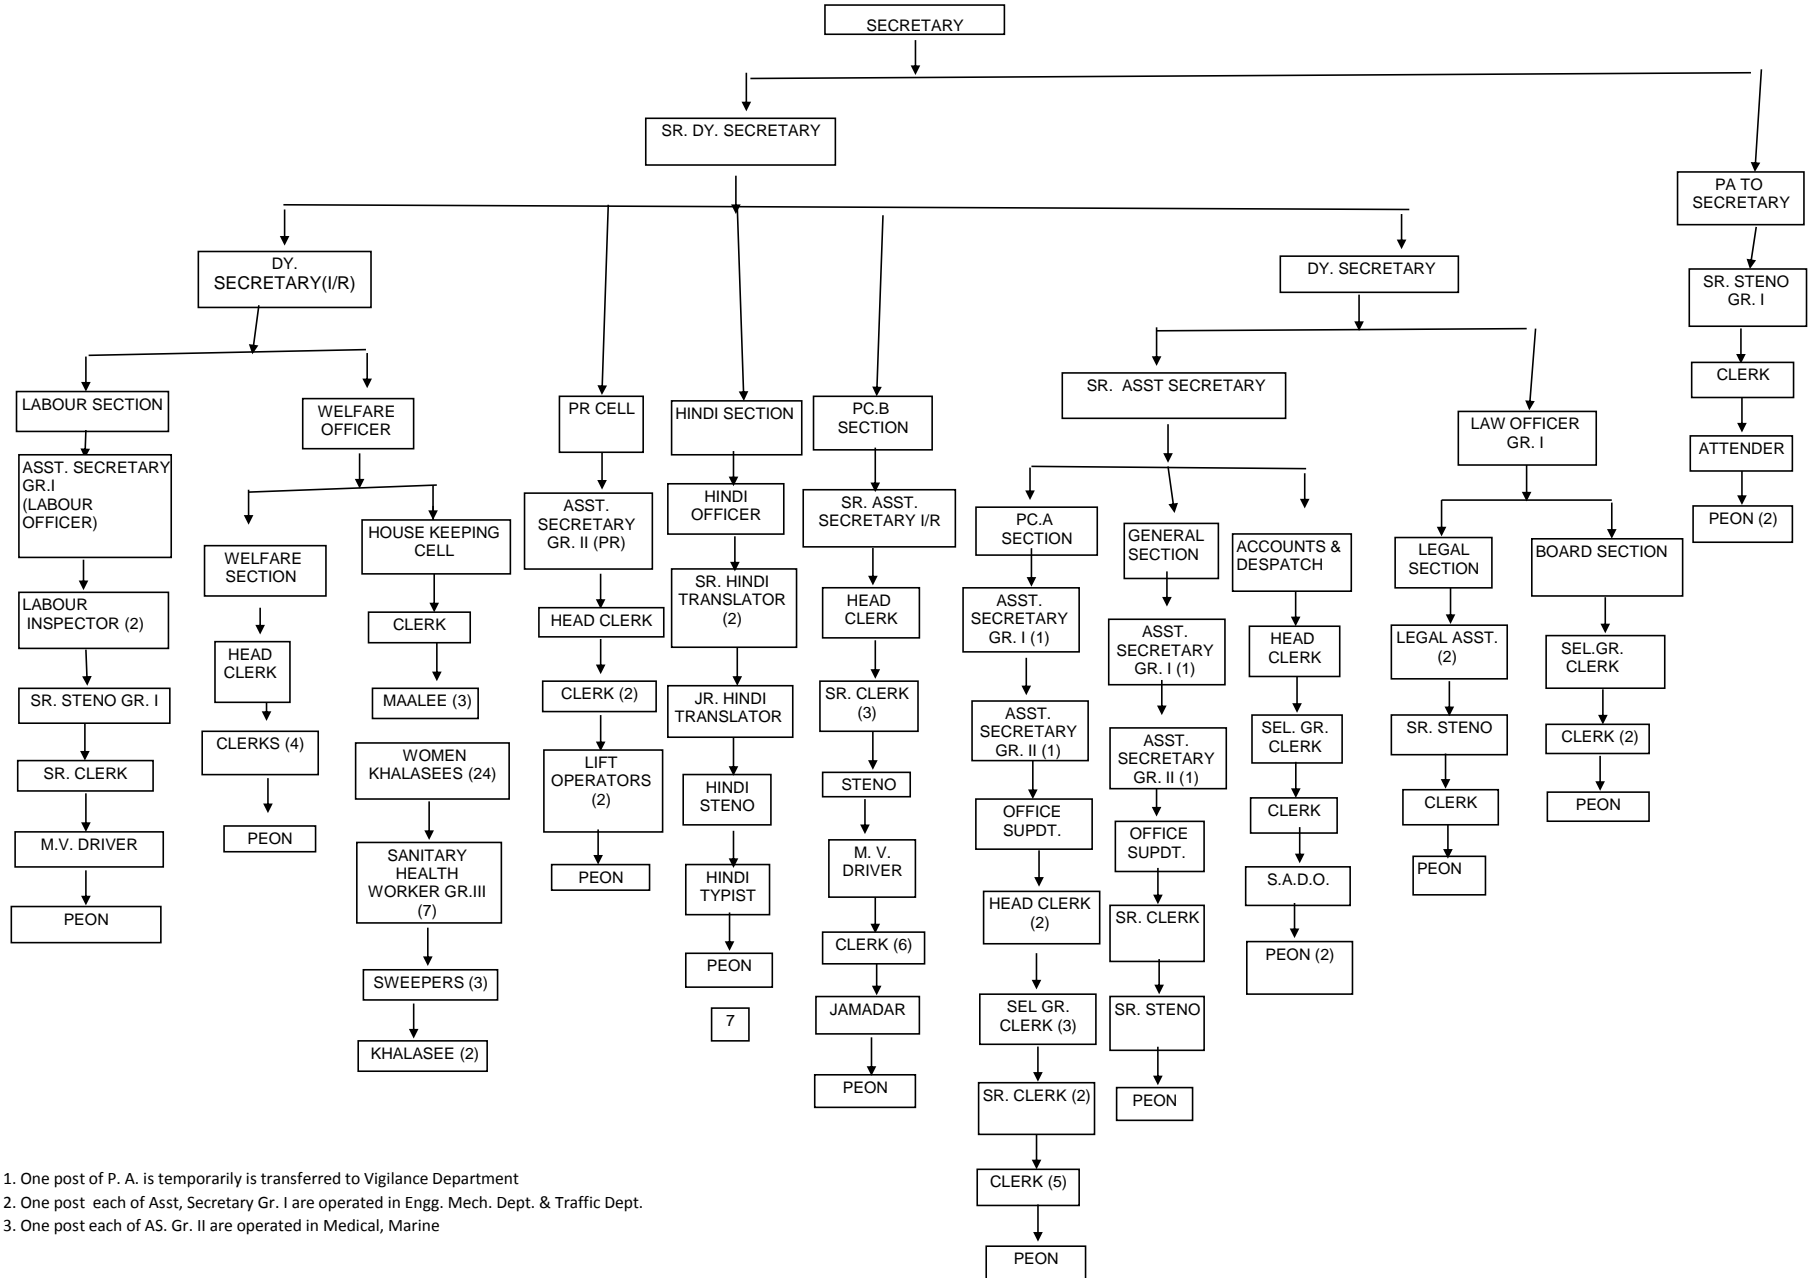 SECRETARY
SR. DY. SECRETARY
PA TO
SECRETARY
DY.
SECRETARY(I/R)
DY. SECRETARY
SR. STENO
GR. I
CLERK
ATTENDER
PEON (2)
LABOUR SECTION
ASST. SECRETARY
GR.I
(LABOUR
OFFICER)
LABOUR
INSPECTOR (2)
SR. STENO GR. I
SR. CLERK
M.V. DRIVER
PEON
WELFARE
OFFICER
WELFARE
SECTION
HEAD
CLERK
CLERKS (4)
PEON
HOUSE KEEPING
CELL
CLERK
MAALEE (3)
WOMEN
KHALASEES (24)
SANITARY
HEALTH
WORKER GR.III
(7)
SWEEPERS (3)
KHALASEE (2)
PR CELL
ASST.
SECRETARY
GR. II (PR)
HEAD CLERK
CLERK (2)
LIFT
OPERATORS
(2)
PEON
HINDI SECTION
HINDI
OFFICER
SR. HINDI
TRANSLATOR
(2)
JR. HINDI
TRANSLATOR
HINDI
STENO
HINDI
TYPIST
PEON
7
PC.B
SECTION
SR. ASST.
SECRETARY I/R
HEAD
CLERK
SR. CLERK
(3)
STENO
M. V.
DRIVER
CLERK (6)
JAMADAR
PEON
SR. ASST SECRETARY
PC.A
SECTION
ASST.
SECRETARY
GR. I (1)
ASST.
SECRETARY
GR. II (1)
OFFICE
SUPDT.
HEAD CLERK
(2)
SEL GR.
CLERK (3)
SR. CLERK (2)
CLERK (5)
PEON
GENERAL
SECTION
ASST.
SECRETARY
GR. I (1)
ASST.
SECRETARY
GR. II (1)
OFFICE
SUPDT.
SR. CLERK
SR. STENO
PEON
ACCOUNTS &
DESPATCH
HEAD
CLERK
SEL. GR.
CLERK
CLERK
S.A.D.O.
PEON (2)
LAW OFFICER
GR. I
LEGAL
SECTION
LEGAL ASST.
(2)
SR. STENO
CLERK
PEON
BOARD SECTION
SEL.GR.
CLERK
CLERK (2)
PEON
1. One post of P. A. is temporarily is transferred to Vigilance Department
2. One post each of Asst, Secretary Gr. I are operated in Engg. Mech. Dept. & Traffic Dept.
3. One post each of AS. Gr. II are operated in Medical, Marine